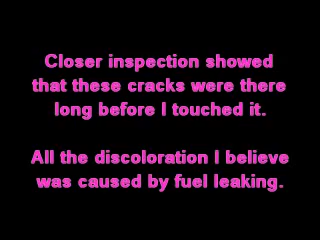 Closer inspection showed
that these cracks were there
long before I touched it.
All the discoloration I believe
was caused by fuel leaking.